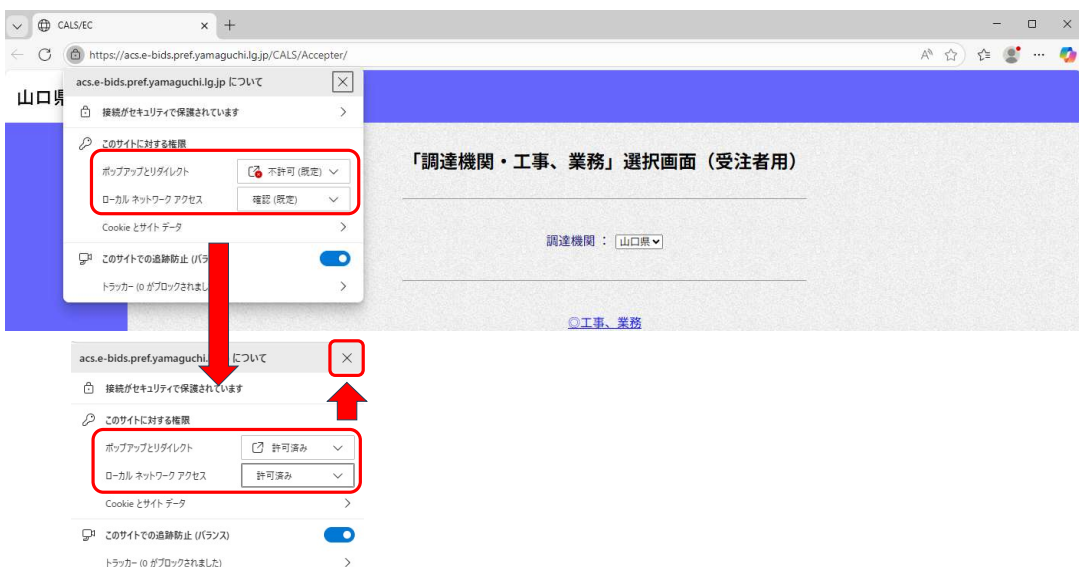 CALS/EC
https://acs.e-bids.pref.yamaguchi.lg.jp/CALS/Accepter/
acs.e-bids.pref.yamaguchi.lg.jp について
山口県
接続がセキュリティで保護されています
このサイトに対する権限
ポップアップとリダイレクト 不許可 (既定)
ローカル ネットワーク アクセス 確認 (既定)
Cookie とサイト データ
このサイトでの追跡防止 (バラ
トラッカー (0 がブロックされまし
「調達機関・工事、業務」選択画面（受注者用）
調達機関 ： 山口県
◎工事、業務
acs.e-bids.pref.yamaguchi. について
接続がセキュリティで保護されています
このサイトに対する権限
ポップアップとリダイレクト 許可済み
ローカル ネットワーク アクセス 許可済み
Cookie とサイト データ
このサイトでの追跡防止 (バランス)
トラッカー (0 がブロックされました)